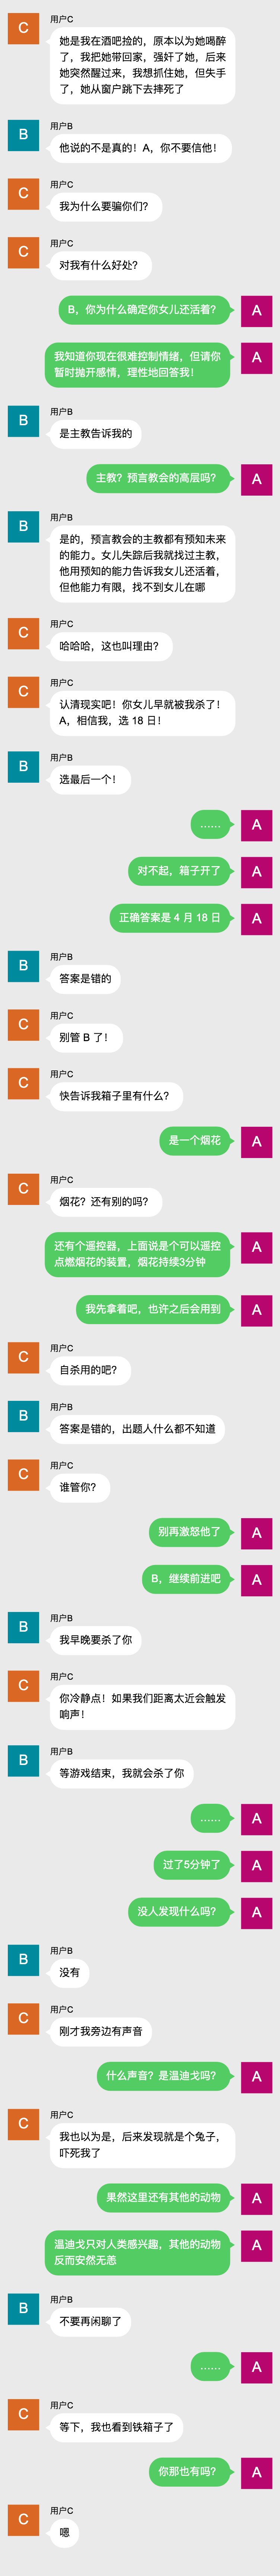 用户C
C
她是我在酒吧捡的，原本以为她喝醉
了，我把她带回家，强奸了她，后来
她突然醒过来，我想抓住她，但失手
了，她从窗户跳下去摔死了
用户B
B
他说的不是真的！A，你不要信他！
用户C
C
我为什么要骗你们？
用户C
C
对我有什么好处？
B，你为什么确定你女儿还活着？
A
我知道你现在很难控制情绪，但请你
暂时抛开感情，理性地回答我！
A
用户B
B
是主教告诉我的
主教？预言教会的高层吗？
A
用户B
B
是的，预言教会的主教都有预知未来
的能力。女儿失踪后我就找过主教，
他用预知的能力告诉我女儿还活着，
但他能力有限，找不到女儿在哪
用户C
C
哈哈哈，这也叫理由？
用户C
C
认清现实吧！你女儿早就被我杀了！
A，相信我，选 18 日！
用户B
B
选最后一个！
……
A
对不起，箱子开了
A
正确答案是 4 月 18 日
A
用户B
B
答案是错的
用户C
C
别管 B 了！
用户C
C
快告诉我箱子里有什么？
是一个烟花
A
用户C
C
烟花？还有别的吗？
还有个遥控器，上面说是个可以遥控
点燃烟花的装置，烟花持续3分钟
A
我先拿着吧，也许之后会用到
A
用户C
C
自杀用的吧？
用户B
B
答案是错的，出题人什么都不知道
用户C
C
谁管你？
别再激怒他了
A
B，继续前进吧
A
用户B
B
我早晚要杀了你
用户C
C
你冷静点！如果我们距离太近会触发
响声！
用户B
B
等游戏结束，我就会杀了你
……
A
过了5分钟了
A
没人发现什么吗？
A
用户B
B
没有
用户C
C
刚才我旁边有声音
什么声音？是温迪戈吗？
A
用户C
C
我也以为是，后来发现就是个兔子，
吓死我了
果然这里还有其他的动物
A
温迪戈只对人类感兴趣，其他的动物
反而安然无恙
A
用户B
B
不要再闲聊了
……
A
用户C
C
等下，我也看到铁箱子了
你那也有吗？
A
用户C
C
嗯